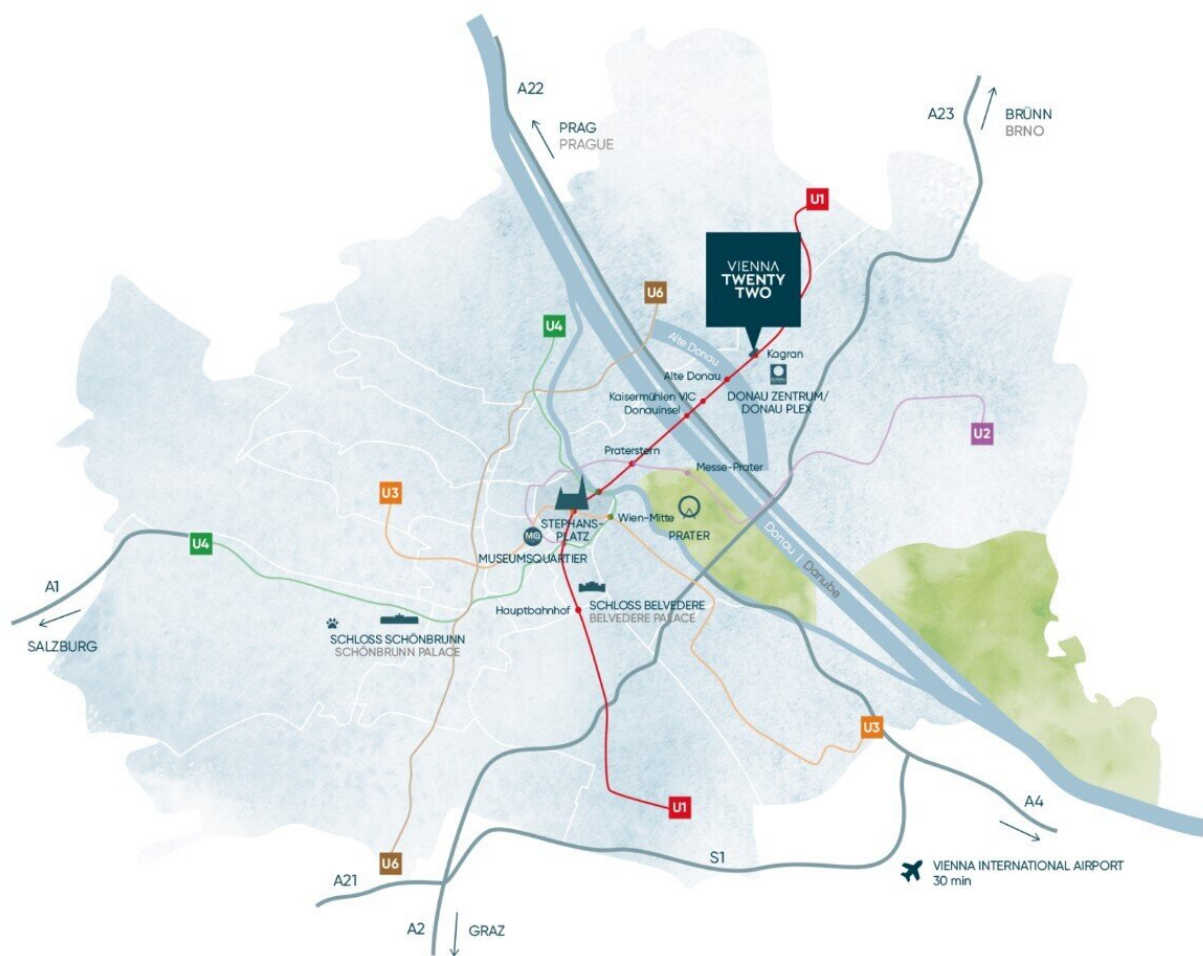 A22
PRAG
PRAGUE
A23
BRÜNN
BRNO
U1
VIENNA
TWENTY
TWO
U6
U4
Alte Donau
Kagran
Alte Donau
DONAU ZENTRUM/
DONAU PLEX
Kaisermühlen VIC
Donauinsel
U2
Praterstern
Messe-Prater
U3
STEPHANS-
PLATZ
Wien-Mitte
PRATER
MQ
MUSEUMSQUARTIER
U4
Donau | Danube
A1
SALZBURG
Hauptbahnhof
SCHLOSS BELVEDERE
BELVEDERE PALACE
SCHLOSS SCHÖNBRUNN
SCHÖNBRUNN PALACE
U3
U1
A4
S1
U6
A21
VIENNA INTERNATIONAL AIRPORT
30 min
A2
GRAZ